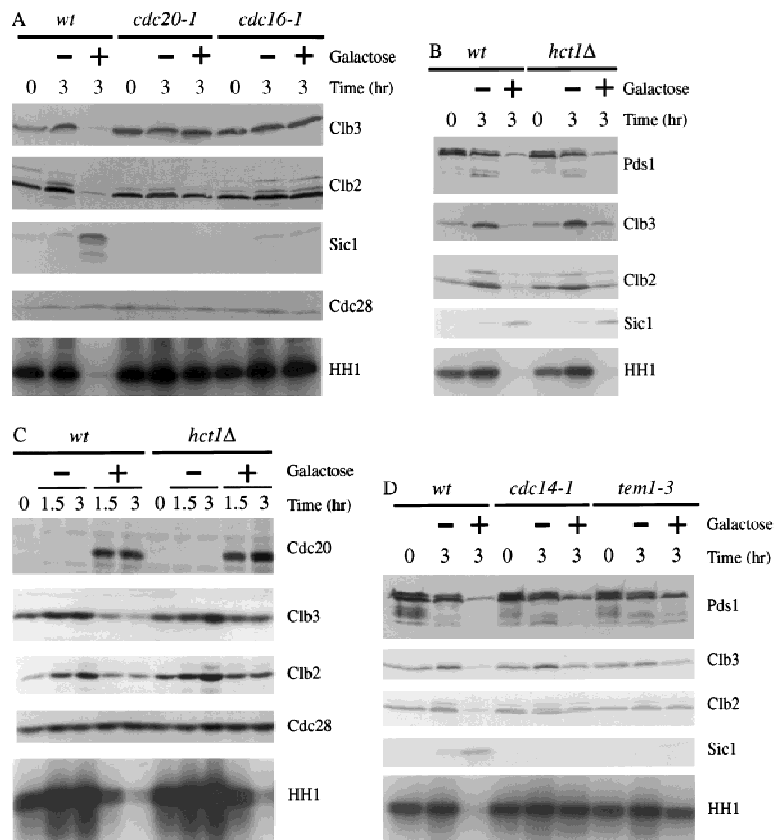 A
wt cdc20-1 cdc16-1
− + − + − + Galactose
0 3 3 0 3 3 0 3 3 Time (hr)
Clb3
Clb2
Sic1
Cdc28
HH1
B
wt hct1Δ
− + − + Galactose
0 3 3 0 3 3 Time (hr)
Pds1
Clb3
Clb2
Sic1
HH1
C
wt hct1Δ
− + − + Galactose
0 1.5 3 1.5 3 0 1.5 3 1.5 3 Time (hr)
Cdc20
Clb3
Clb2
Cdc28
HH1
D
wt cdc14-1 tem1-3
− + − + − + Galactose
0 3 3 0 3 3 0 3 3 Time (hr)
Pds1
Clb3
Clb2
Sic1
HH1